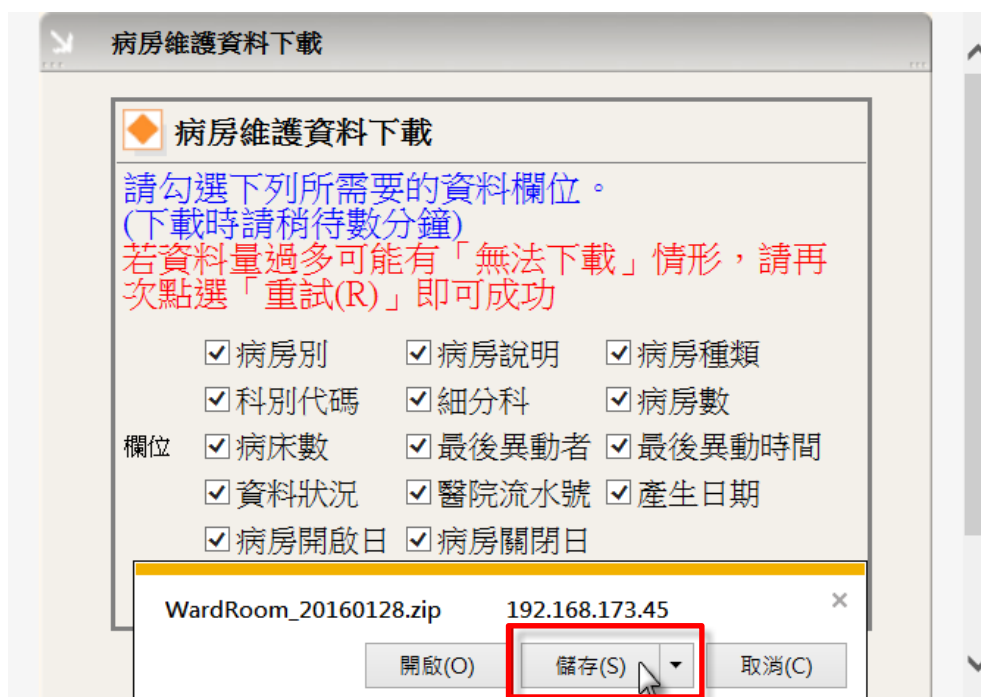 病房維護資料下載
病房維護資料下載
請勾選下列所需要的資料欄位。
(下載時請稍待數分鐘)
若資料量過多可能有「無法下載」情形，請再
次點選「重試(R)」即可成功
病房別 病房說明 病房種類
科別代碼 細分科 病房數
欄位 病床數 最後異動者 最後異動時間
資料狀況 醫院流水號 產生日期
病房開啟日 病房關閉日
WardRoom_20160128.zip 192.168.173.45
開啟(O) 儲存(S) 取消(C)